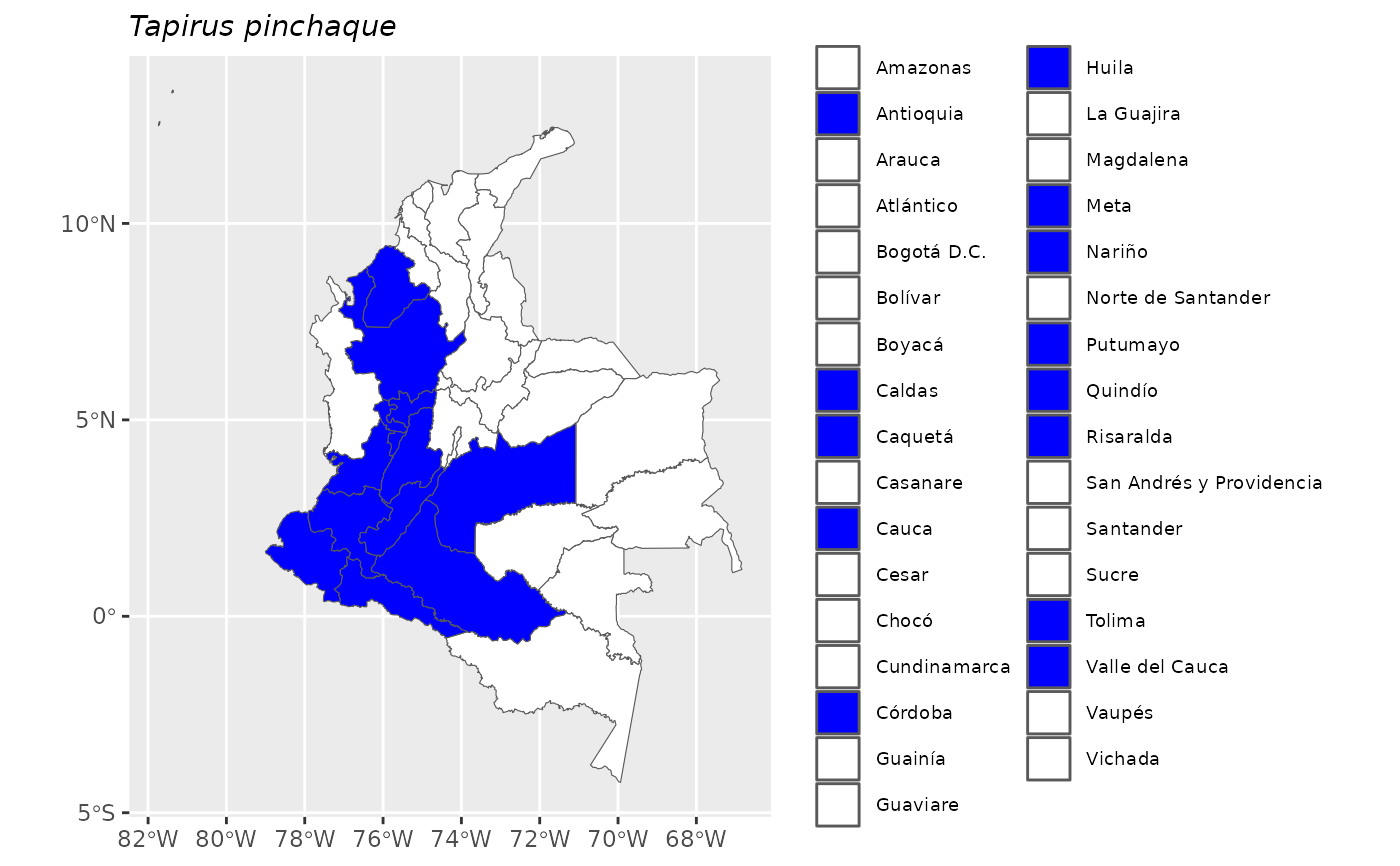 Tapirus pinchaque
10°N
5°N
0°
5°S
82°W 80°W 78°W 76°W 74°W 72°W 70°W 68°W
Amazonas
Antioquia
Arauca
Atlántico
Bogotá D.C.
Bolívar
Boyacá
Caldas
Caquetá
Casanare
Cauca
Cesar
Chocó
Cundinamarca
Córdoba
Guainía
Guaviare
Huila
La Guajira
Magdalena
Meta
Nariño
Norte de Santander
Putumayo
Quindío
Risaralda
San Andrés y Providencia
Santander
Sucre
Tolima
Valle del Cauca
Vaupés
Vichada